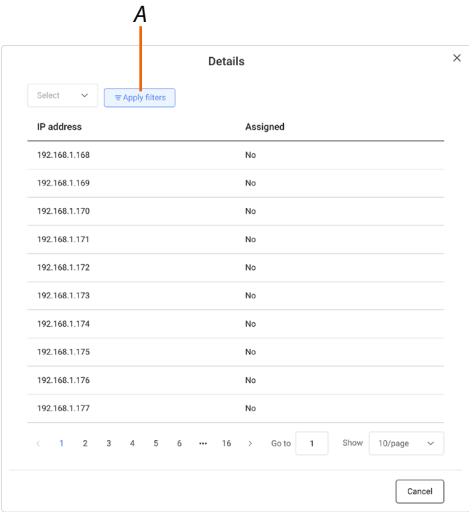 A
Details
Select
Apply filters
IP address Assigned
192.168.1.168 No
192.168.1.169 No
192.168.1.170 No
192.168.1.171 No
192.168.1.172 No
192.168.1.173 No
192.168.1.174 No
192.168.1.175 No
192.168.1.176 No
192.168.1.177 No
1 2 3 4 5 6 ••• 16 Go to 1 Show 10/page
Cancel